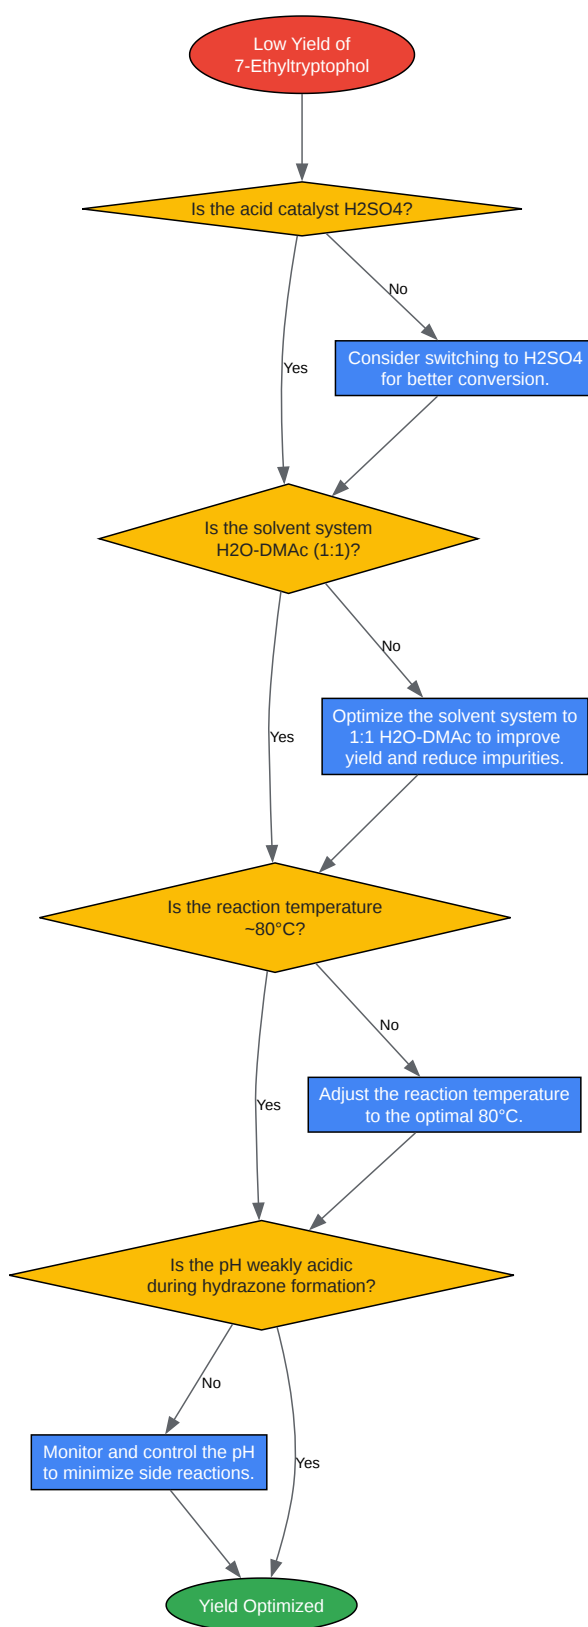 Low Yield of
7-Ethyltryptophol
Is the acid catalyst H2SO4?
No
Yes
Consider switching to H2SO4
for better conversion.
Is the solvent system
H2O-DMAc (1:1)?
No
Yes
Optimize the solvent system to
1:1 H2O-DMAc to improve
yield and reduce impurities.
Is the reaction temperature
~80°C?
No
Yes
Adjust the reaction temperature
to the optimal 80°C.
Is the pH weakly acidic
during hydrazone formation?
No
Monitor and control the pH
to minimize side reactions.
Yes
Yield Optimized